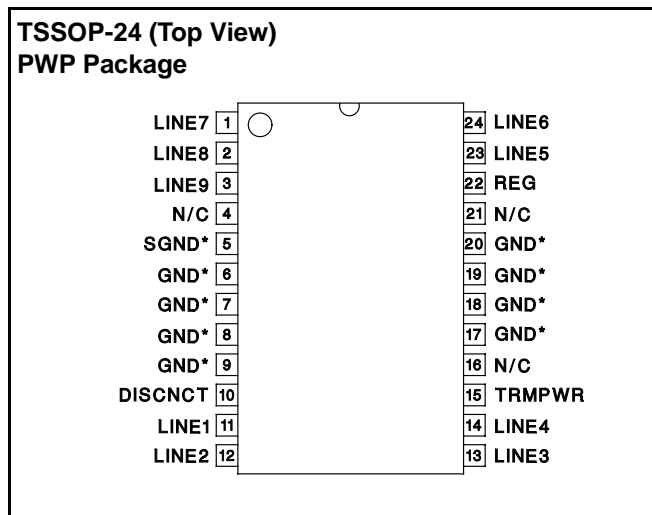 TSSOP-24 (Top View)
PWP Package
LINE7 1 24 LINE6
LINE8 2 23 LINE5
LINE9 3 22 REG
N/C 4 21 N/C
SGND* 5 20 GND*
GND* 6 19 GND*
GND* 7 18 GND*
GND* 8 17 GND*
GND* 9 16 N/C
DISCNCT 10 15 TRMPWR
LINE1 11 14 LINE4
LINE2 12 13 LINE3